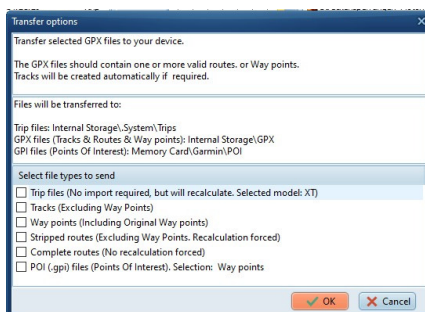 Transfer options
Transfer selected GPX files to your device.
The GPX files should contain one or more valid routes. or Way points.
Tracks will be created automatically if required.
Files will be transferred to:
Trip files: Internal Storage\.System\Trips
GPX files (Tracks & Routes & Way points): Internal Storage\GPX
GPI files (Points Of Interest): Memory Card\Garmin\POI
Select file types to send
Trip files (No import required, but will recalculate. Selected model: XT)
Tracks (Excluding Way Points)
Way points (Including Original Way points)
Stripped routes (Excluding Way Points. Recalculation forced)
Complete routes (No recalculation forced)
POI (.gpi) files (Points Of Interest). Selection: Way points
OK
Cancel